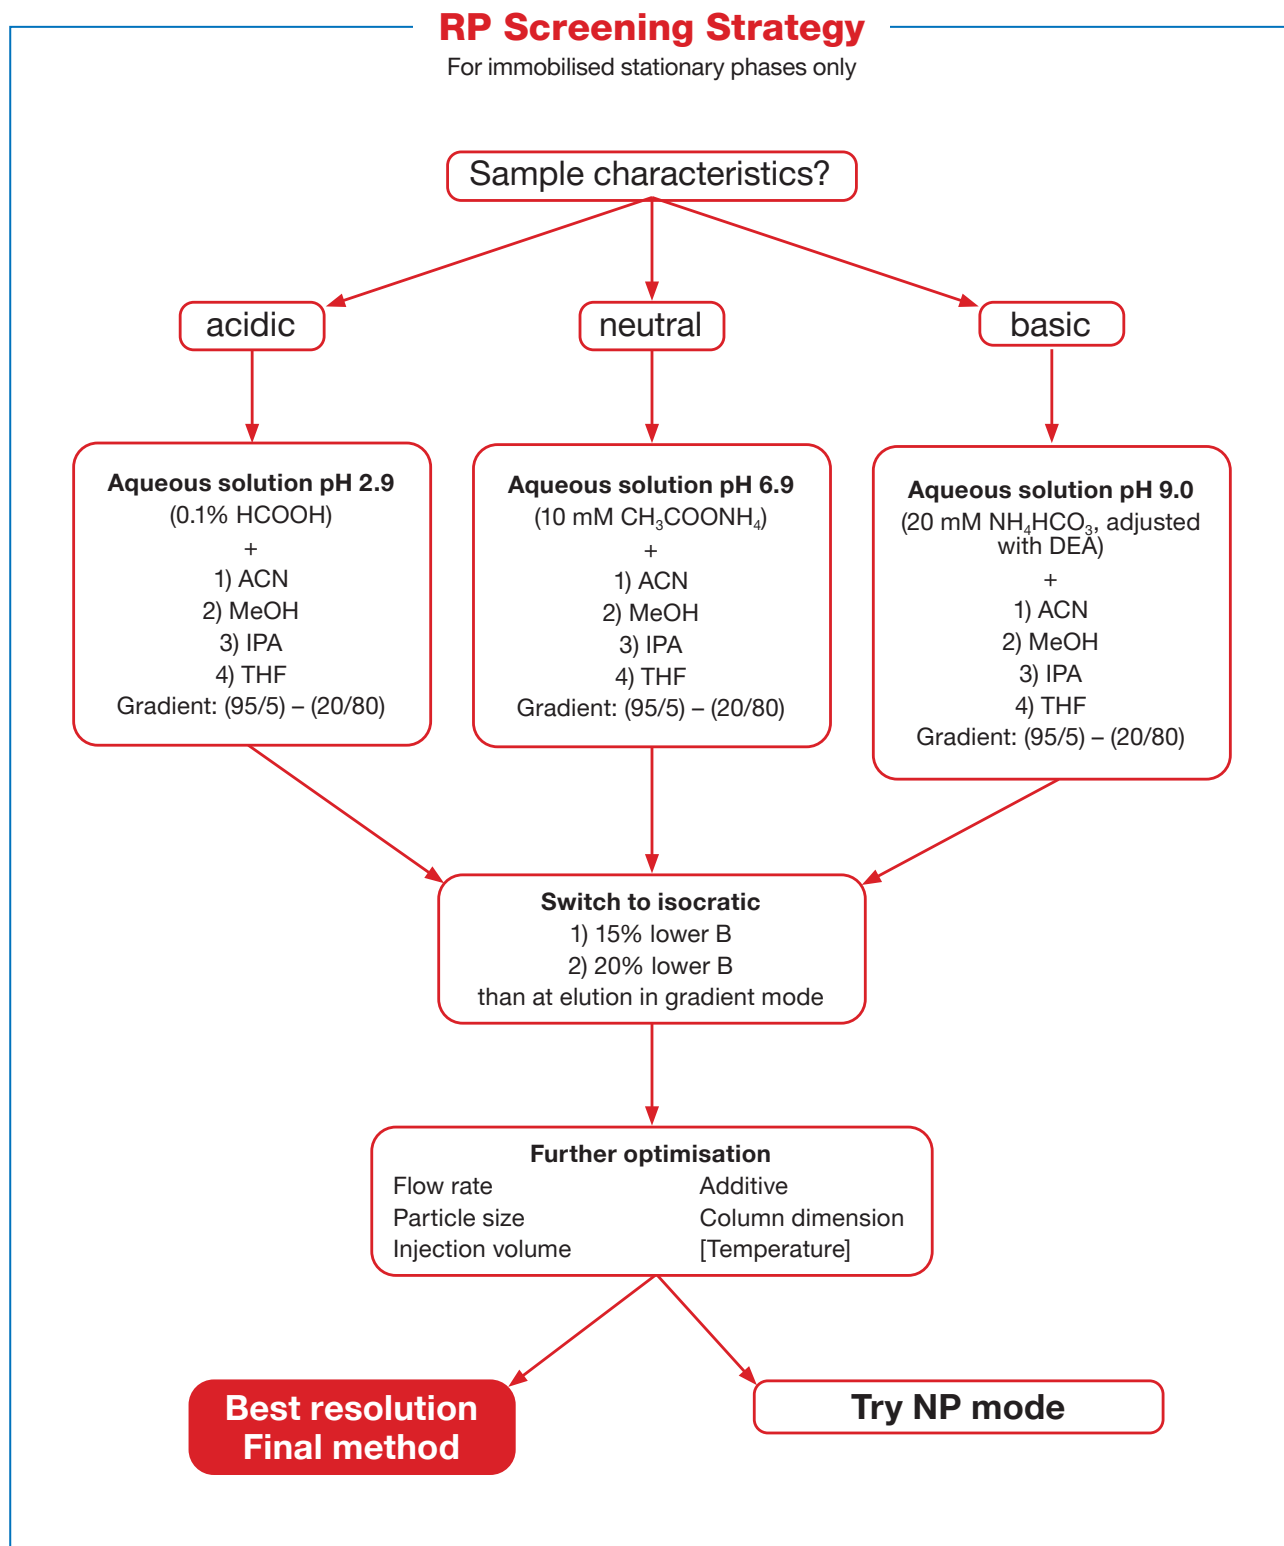 RP Screening Strategy
For immobilised stationary phases only
Sample characteristics?
acidic
neutral
basic
Aqueous solution pH 2.9
(0.1% HCOOH)
+
1) ACN
2) MeOH
3) IPA
4) THF
Gradient: (95/5) – (20/80)
Aqueous solution pH 6.9
(10 mM CH₃COONH₄)
+
1) ACN
2) MeOH
3) IPA
4) THF
Gradient: (95/5) – (20/80)
Aqueous solution pH 9.0
(20 mM NH₄HCO₃, adjusted
with DEA)
+
1) ACN
2) MeOH
3) IPA
4) THF
Gradient: (95/5) – (20/80)
Switch to isocratic
1) 15% lower B
2) 20% lower B
than at elution in gradient mode
Further optimisation
Flow rate
Particle size
Injection volume
Additive
Column dimension
[Temperature]
Best resolution
Final method
Try NP mode